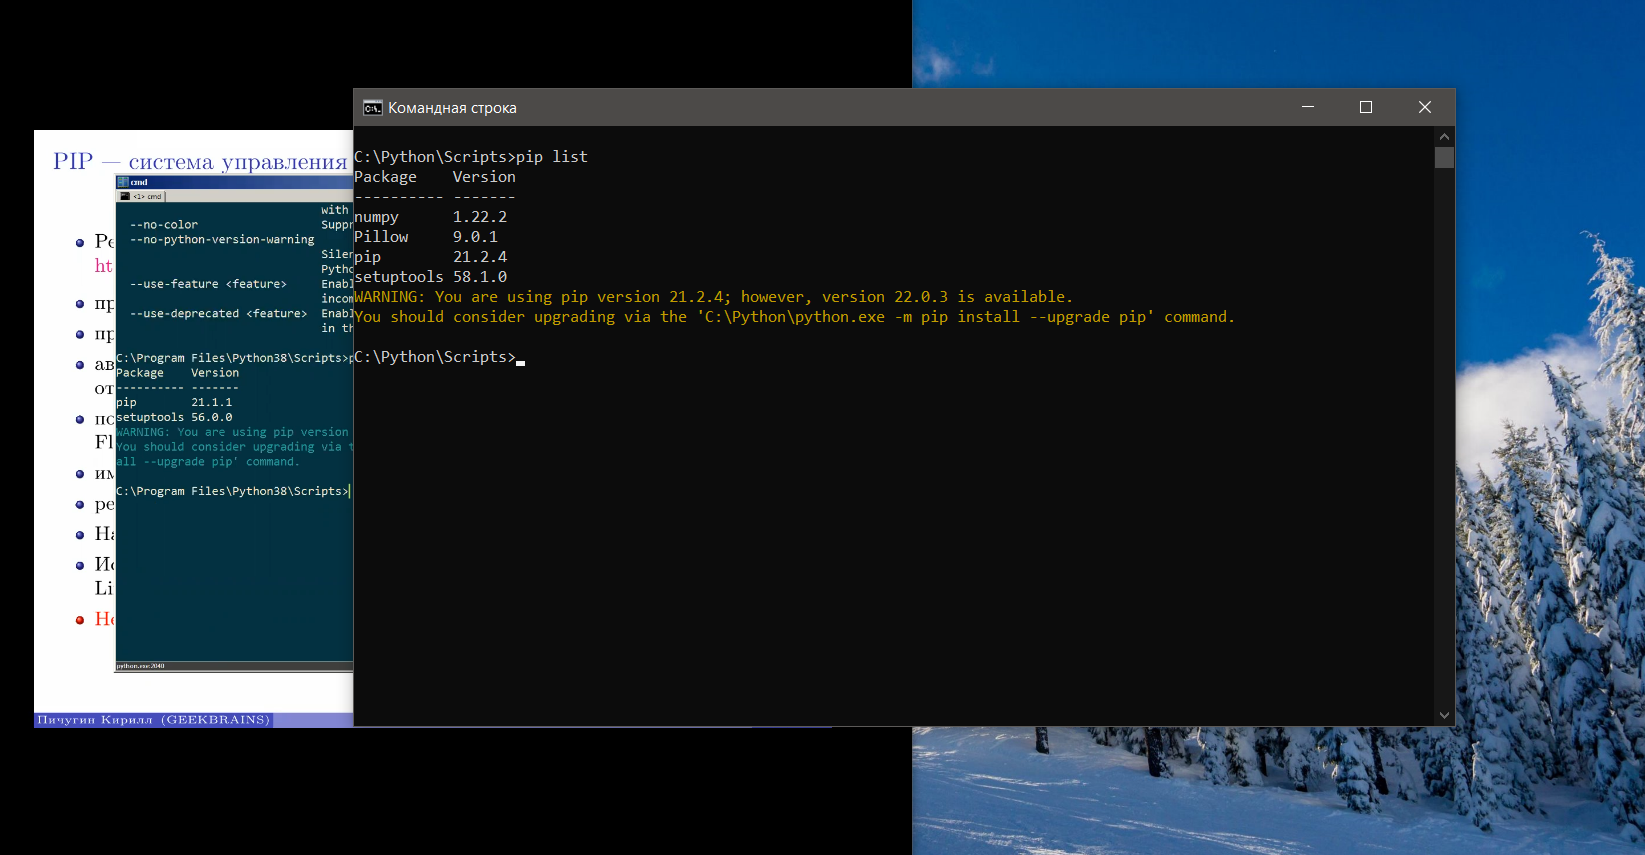 Командная строка
C:\Python\Scripts>pip list
Package    Version
---------- -------
numpy      1.22.2
Pillow     9.0.1
pip        21.2.4
setuptools 58.1.0
WARNING: You are using pip version 21.2.4; however, version 22.0.3 is available.
You should consider upgrading via the 'C:\Python\python.exe -m pip install --upgrade pip' command.
C:\Python\Scripts>
PIP — система управления
cmd
<1> cmd
with
--no-color Suppr
--no-python-version-warning
Silen
Pytho
--use-feature <feature> Enabl
incom
--use-deprecated <feature> Enabl
in th
C:\Program Files\Python38\Scripts>p
Package    Version
---------- -------
pip        21.1.1
setuptools 56.0.0
WARNING: You are using pip version
You should consider upgrading via t
all --upgrade pip' command.
C:\Program Files\Python38\Scripts>
python.exe:2040
Ре
ht
пр
пр
ав
от
по
Fl
им
ре
На
Ис
Li
Не
Пичугин Кирилл (GEEKBRAINS)